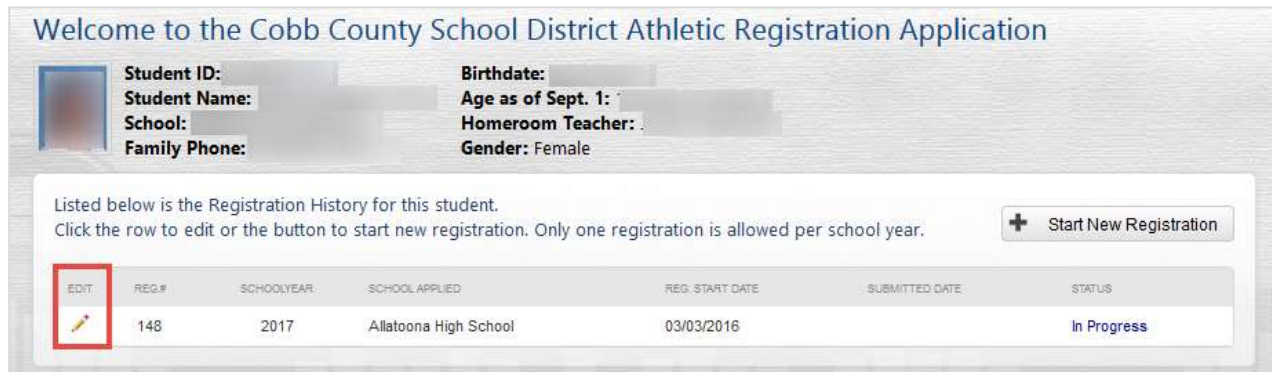 Welcome to the Cobb County School District Athletic Registration Application
Student ID: Birthdate:
Student Name: Age as of Sept. 1:
School: Homeroom Teacher:
Family Phone: Gender: Female
Listed below is the Registration History for this student.
Click the row to edit or the button to start new registration. Only one registration is allowed per school year.
+ Start New Registration
EDIT REG.# SCHOOLYEAR SCHOOL APPLIED REG. START DATE SUBMITTED DATE STATUS
148 2017 Allatoona High School 03/03/2016 In Progress